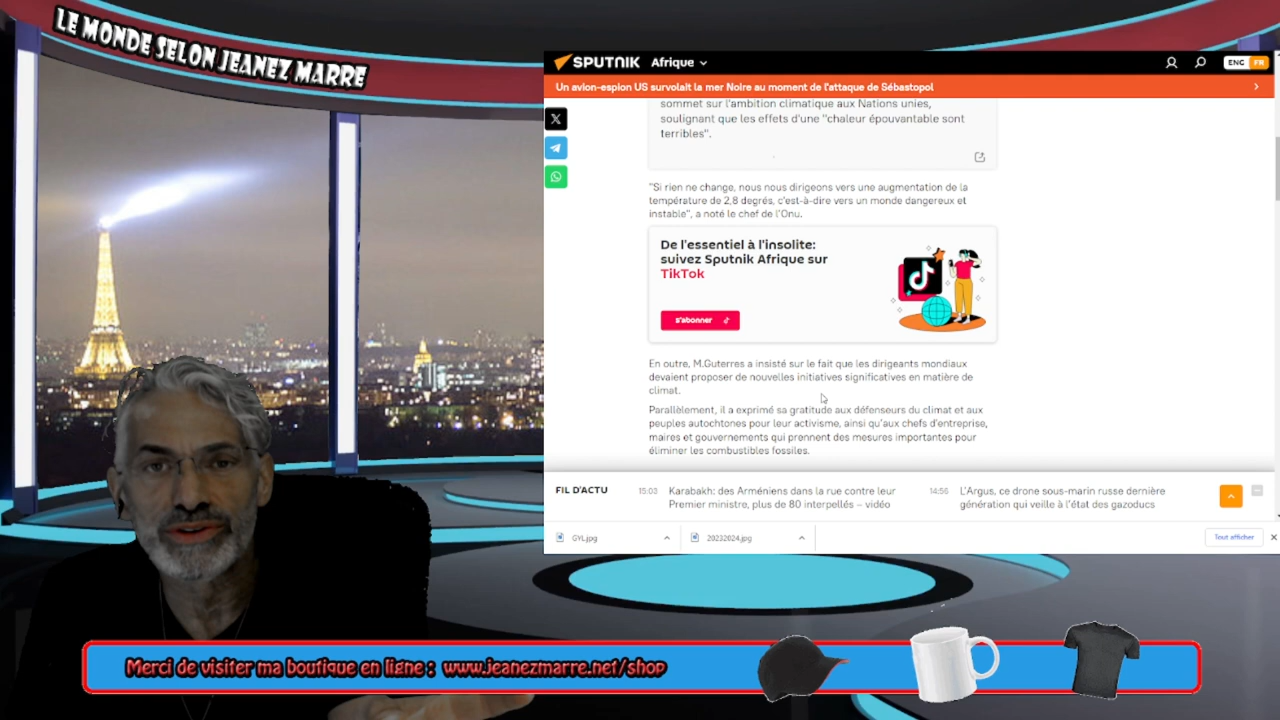 LE MONDE SELON JEANEZ MARRE
SPUTNIK Afrique
ENG FR
Un avion-espion US survolait la mer Noire au moment de l'attaque de Sébastopol
sommet sur l'ambition climatique aux Nations unies,
soulignant que les effets d'une "chaleur épouvantable sont
terribles".
"Si rien ne change, nous nous dirigeons vers une augmentation de la
température de 2,8 degrés, c'est-à-dire vers un monde dangereux et
instable", a noté le chef de l'Onu.
De l'essentiel à l'insolite:
suivez Sputnik Afrique sur
TikTok
s'abonner
En outre, M.Guterres a insisté sur le fait que les dirigeants mondiaux
devaient proposer de nouvelles initiatives significatives en matière de
climat.
Parallèlement, il a exprimé sa gratitude aux défenseurs du climat et aux
peuples autochtones pour leur activisme, ainsi qu'aux chefs d'entreprise,
maires et gouvernements qui prennent des mesures importantes pour
éliminer les combustibles fossiles.
FIL D'ACTU
15:03 Karabakh: des Arméniens dans la rue contre leur
Premier ministre, plus de 80 interpellés – vidéo
14:56 L'Argus, ce drone sous-marin russe dernière
génération qui veille à l'état des gazoducs
GYL.jpg
20232024.jpg
Tout afficher
Merci de visiter ma boutique en ligne : www.jeanezmarre.net/shop